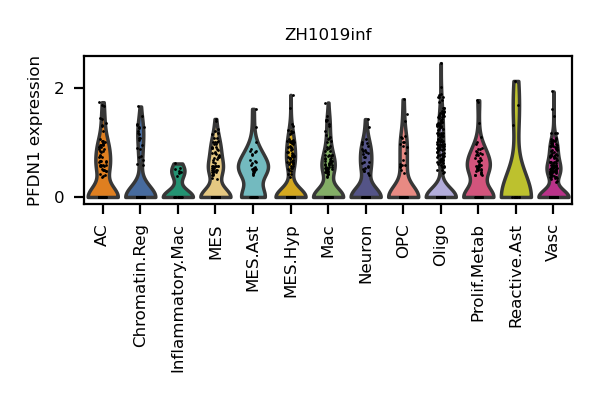 ZH1019inf
PFDN1 expression
2
0
AC
Chromatin.Reg
Inflammatory.Mac
MES
MES.Ast
MES.Hyp
Mac
Neuron
OPC
Oligo
Prolif.Metab
Reactive.Ast
Vasc